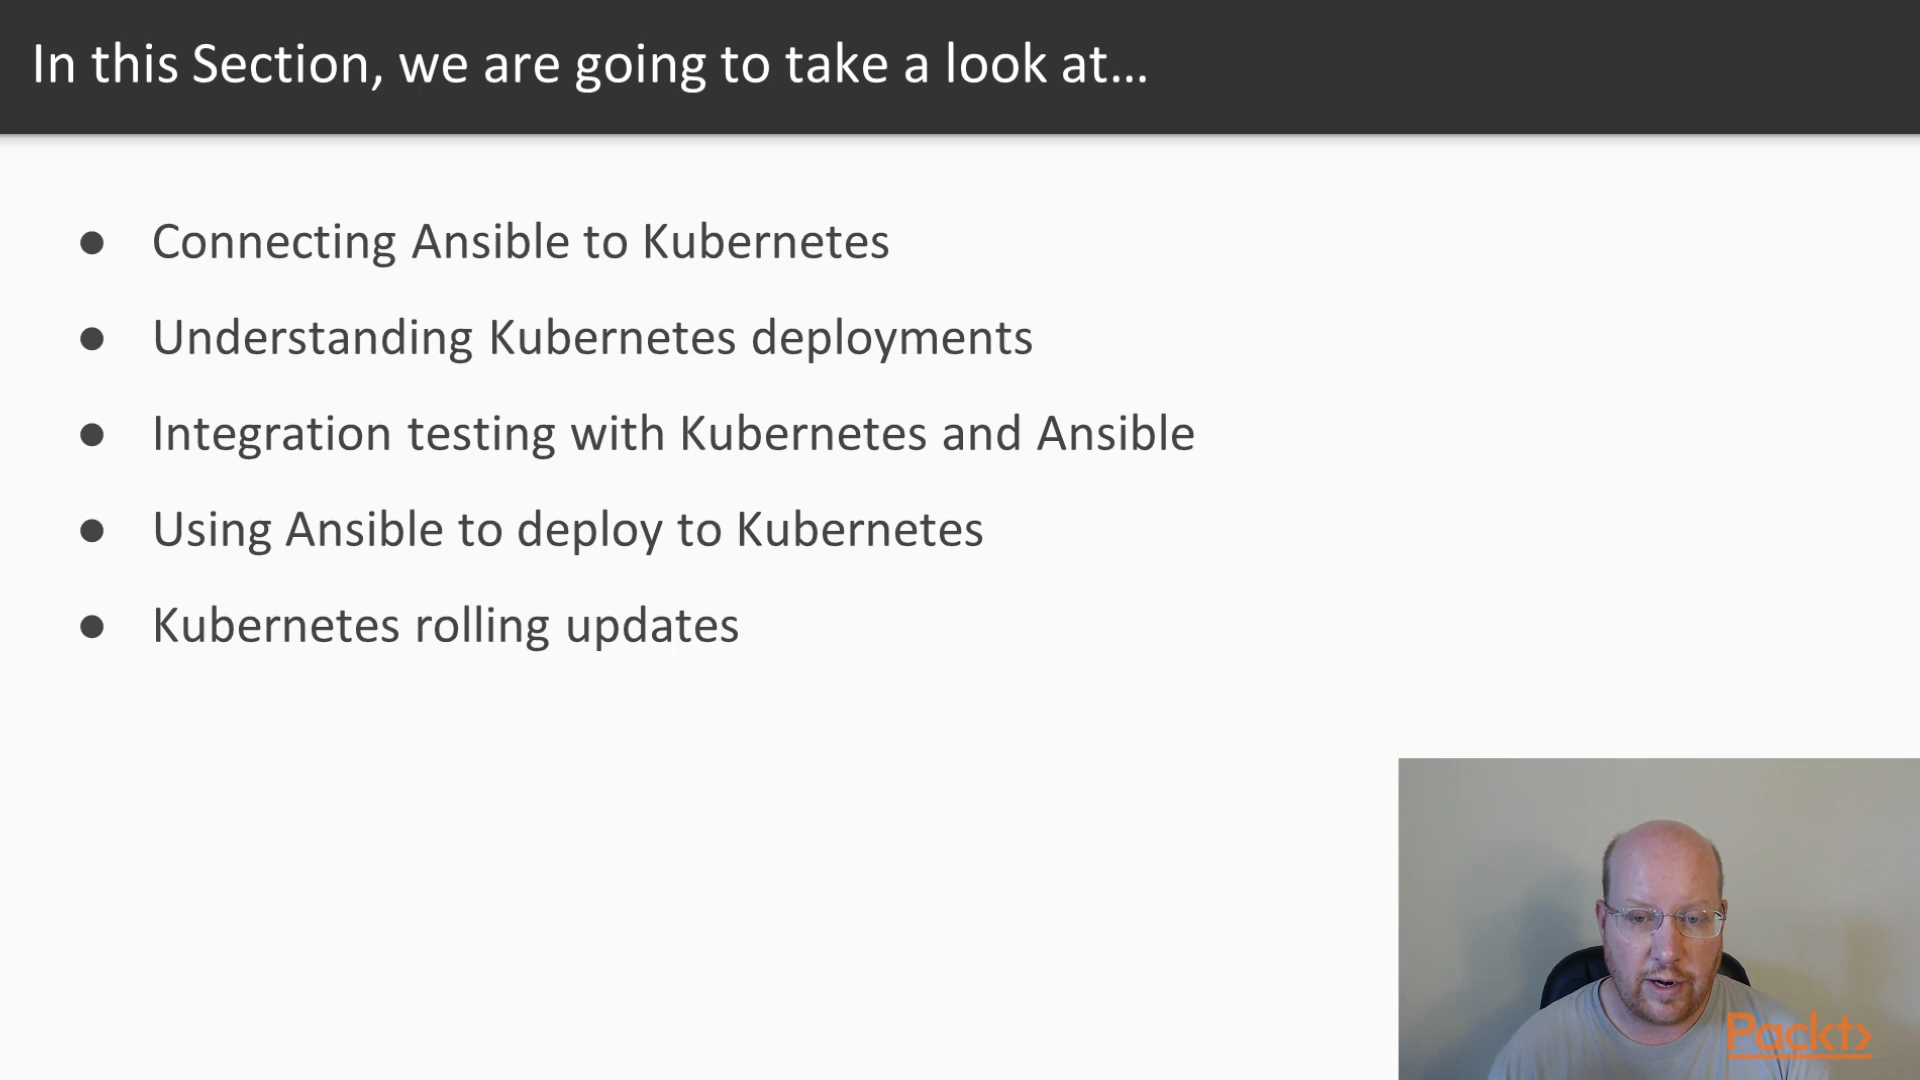 In this Section, we are going to take a look at...
● Connecting Ansible to Kubernetes
● Understanding Kubernetes deployments
● Integration testing with Kubernetes and Ansible
● Using Ansible to deploy to Kubernetes
● Kubernetes rolling updates
Packt>